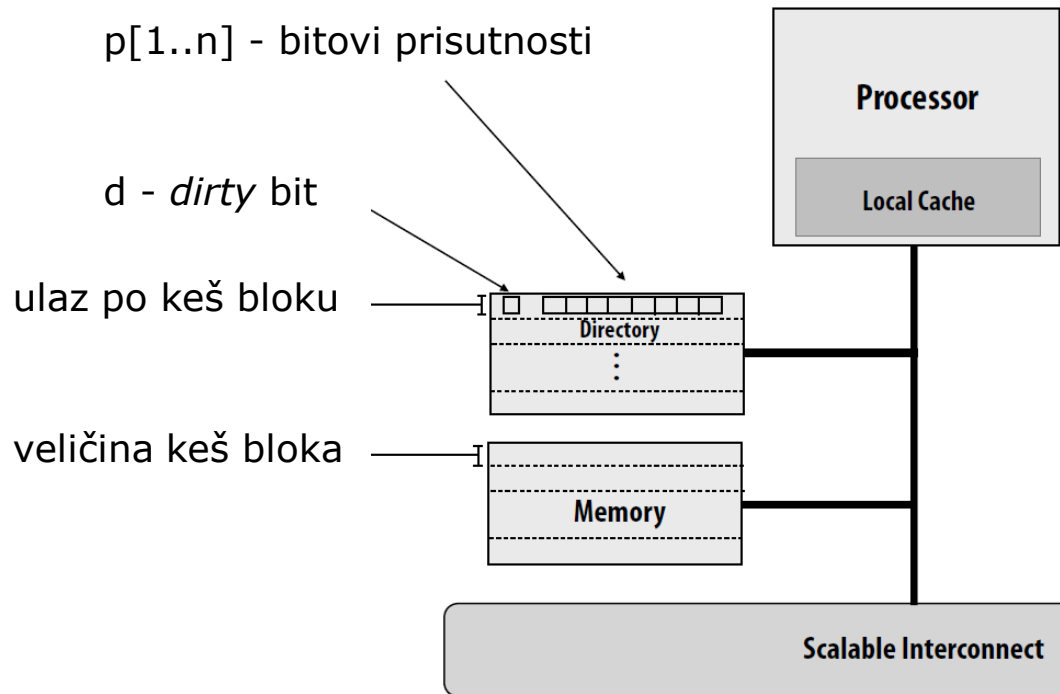 p[1..n] - bitovi prisutnosti
Processor
d - dirty bit
Local Cache
ulaz po keš bloku
Directory
veličina keš bloka
Memory
Scalable Interconnect